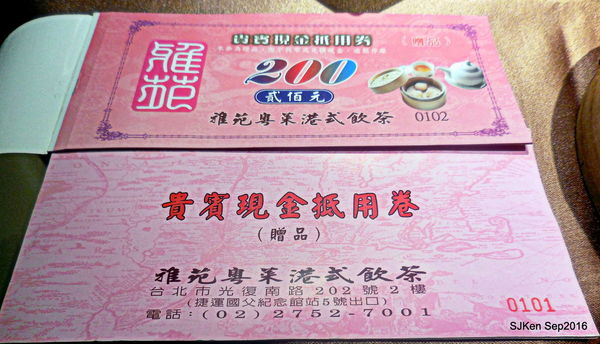 貴賓現金抵用券
《贈品》
雅苑
200
貳佰元
雅苑粵菜港式飲茶
0102
貴賓現金抵用卷
(贈品)
雅苑粵菜港式飲茶
台北市光復南路202號2樓
(捷運國父紀念館站5號出口)
電話:(02)2752-7001
0101
SJKen Sep2016